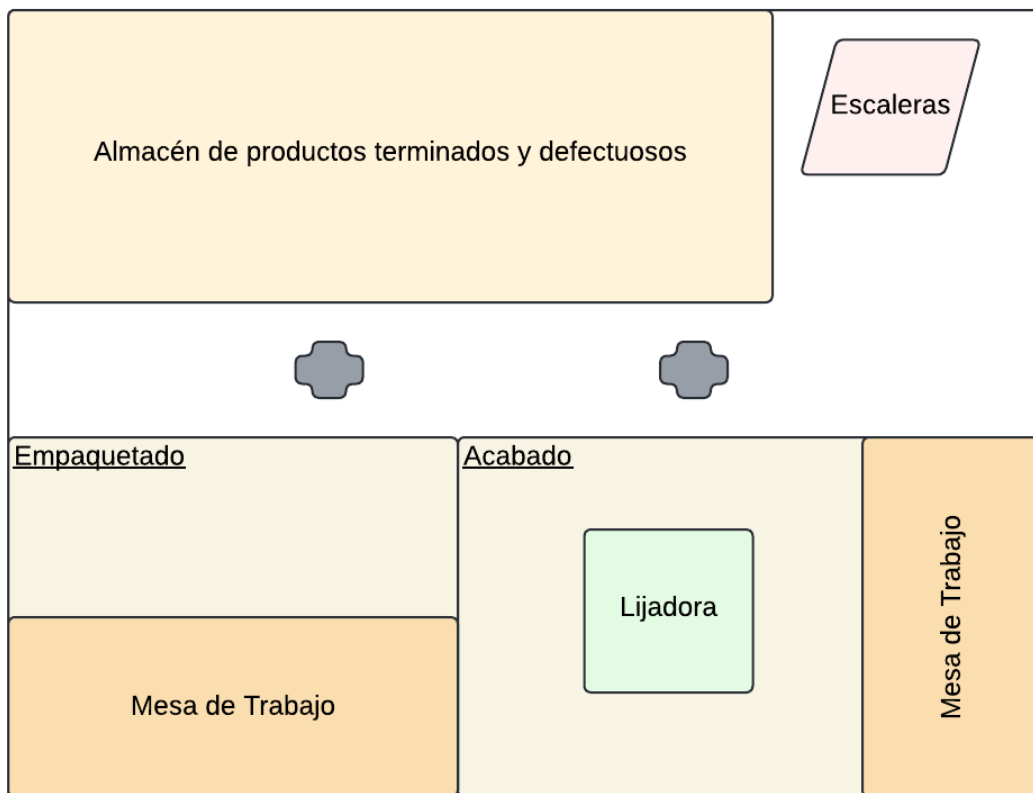 Escaleras
Almacén de productos terminados y defectuosos
Empaquetado
Acabado
Lijadora
Mesa de Trabajo
Mesa de Trabajo